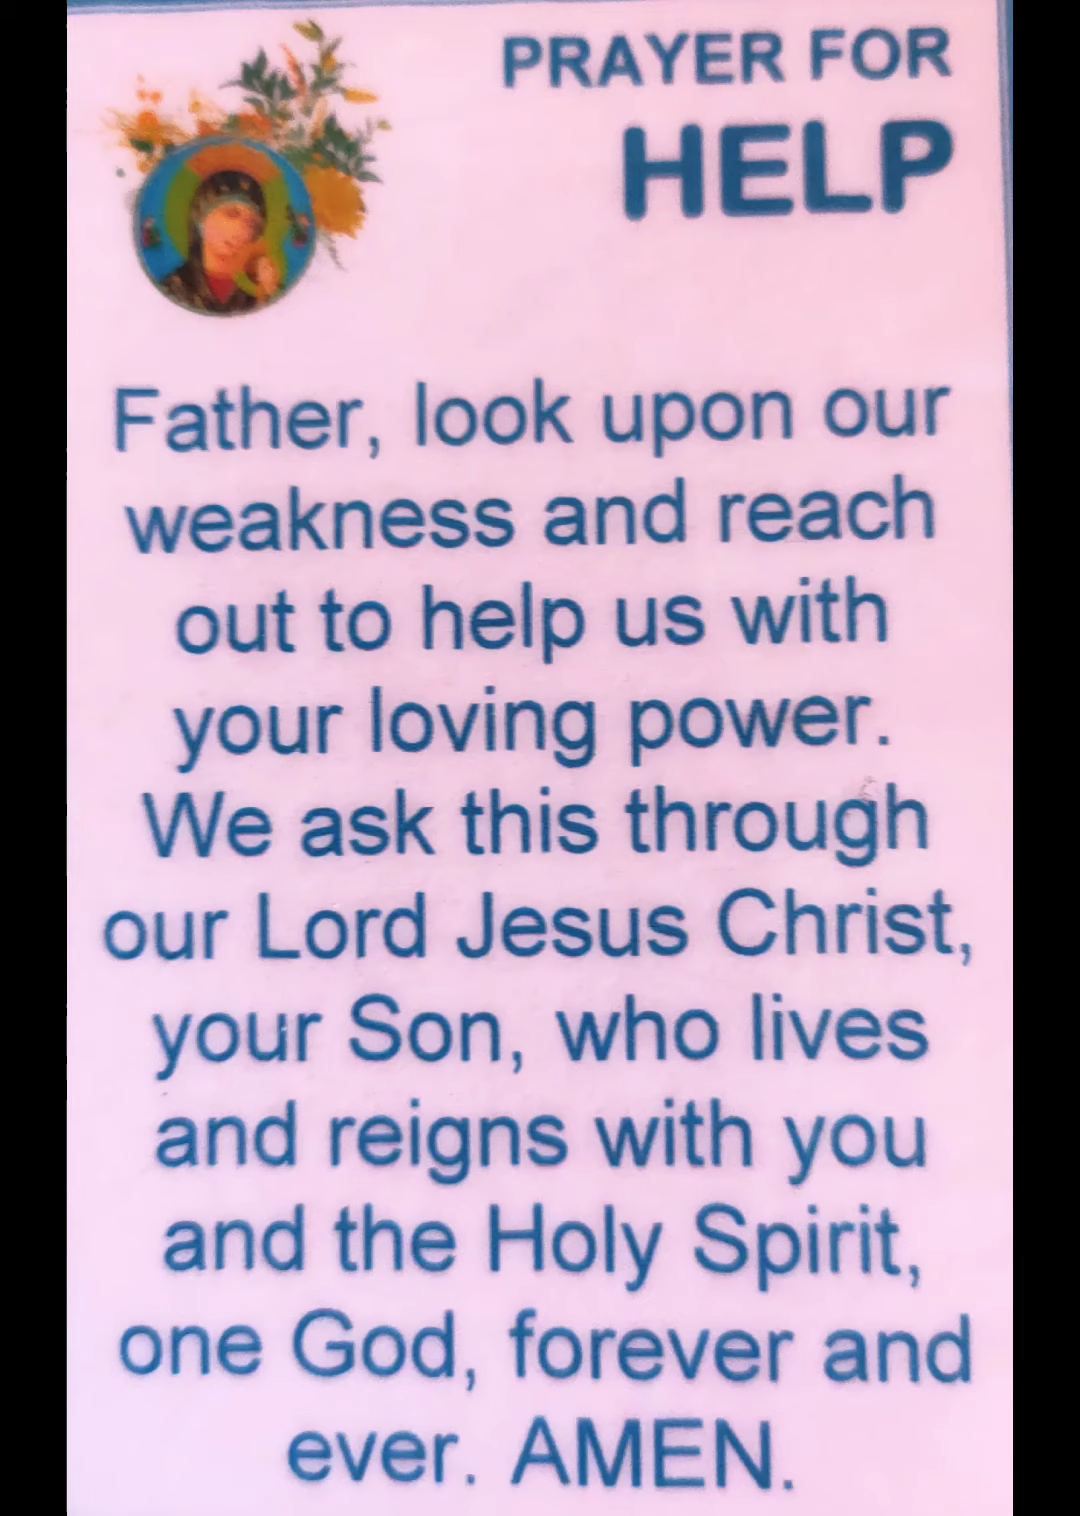 PRAYER FOR
HELP
Father, look upon our
weakness and reach
out to help us with
your loving power.
We ask this through
our Lord Jesus Christ,
your Son, who lives
and reigns with you
and the Holy Spirit,
one God, forever and
ever. AMEN.